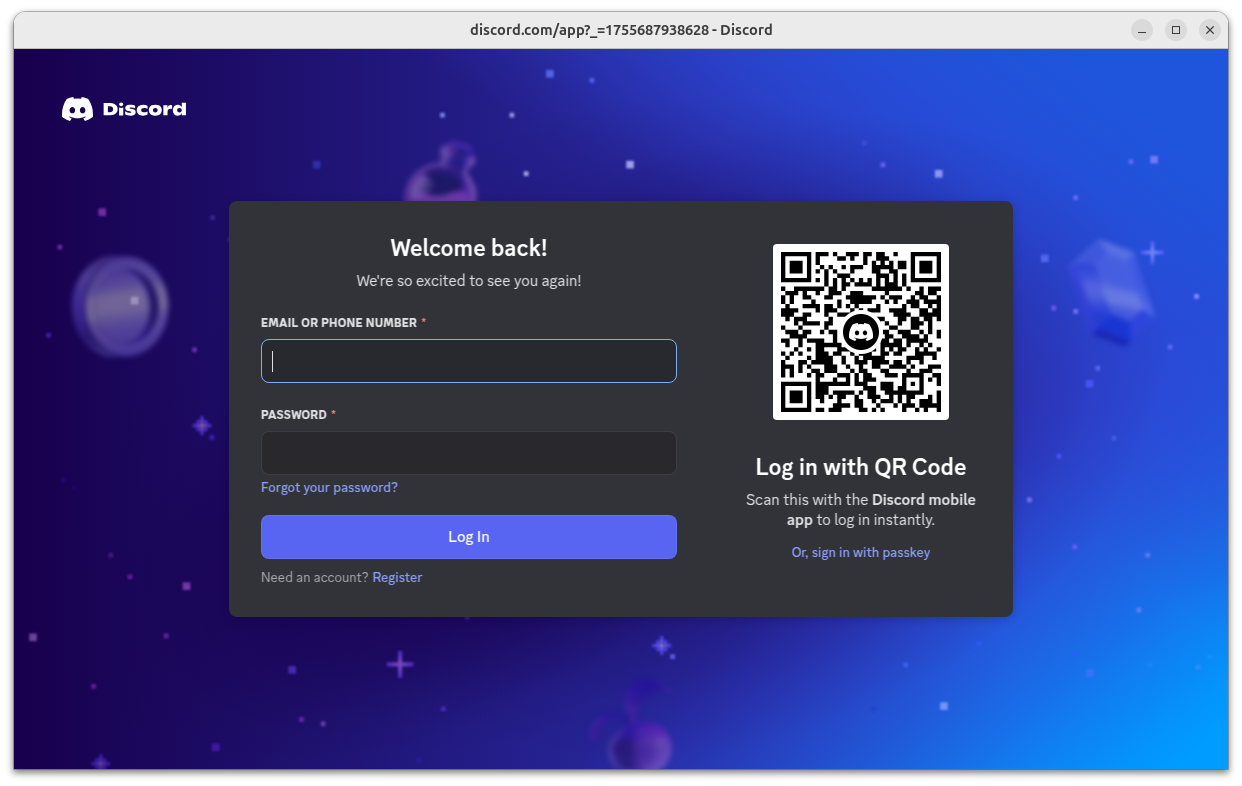 discord.com/app?_=1755687938628 - Discord
Discord
Welcome back!
We're so excited to see you again!
EMAIL OR PHONE NUMBER *
PASSWORD *
Forgot your password?
Log In
Need an account? Register
Log in with QR Code
Scan this with the Discord mobile
app to log in instantly.
Or, sign in with passkey